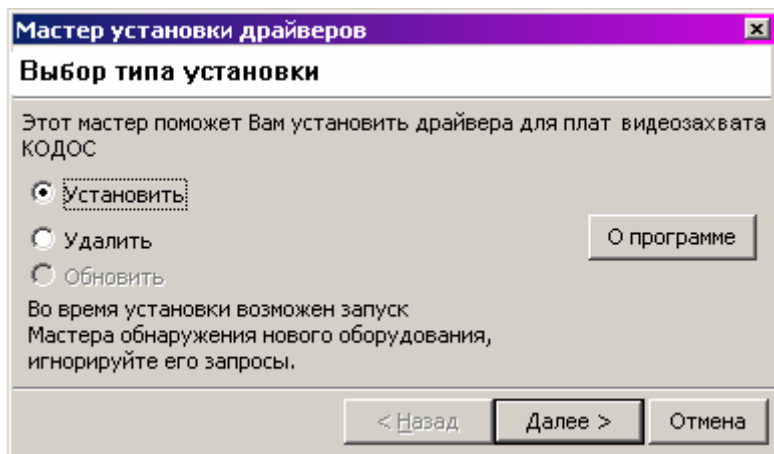 Мастер установки драйверов
Выбор типа установки
Этот мастер поможет Вам установить драйвера для плат видеозахвата
КОДОС
Установить
Удалить
О программе
Обновить
Во время установки возможен запуск
Мастера обнаружения нового оборудования,
игнорируйте его запросы.
< Назад
Далее >
Отмена